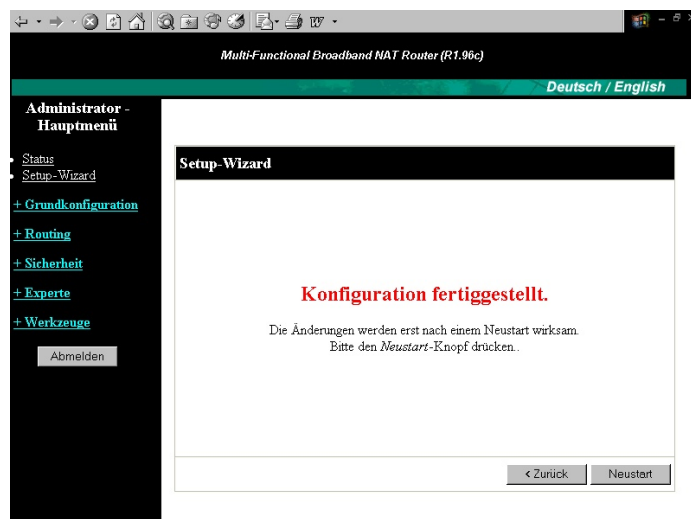 Multi-Functional Broadband NAT Router (R1.96c)
Deutsch / English
Administrator -
Hauptmenü
Status
Setup-Wizard
+ Grundkonfiguration
+ Routing
+ Sicherheit
+ Experte
+ Werkzeuge
Abmelden
Setup-Wizard
Konfiguration fertiggestellt.
Die Änderungen werden erst nach einem Neustart wirksam.
Bitte den Neustart-Knopf drücken..
< Zurück
Neustart